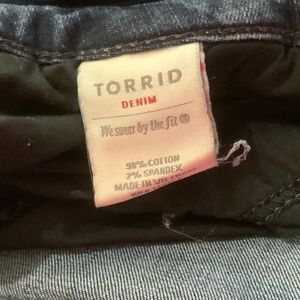 TORRID
DENIM
We swear by the fit ®
98% COTTON
2% SPANDEX
MADE IN